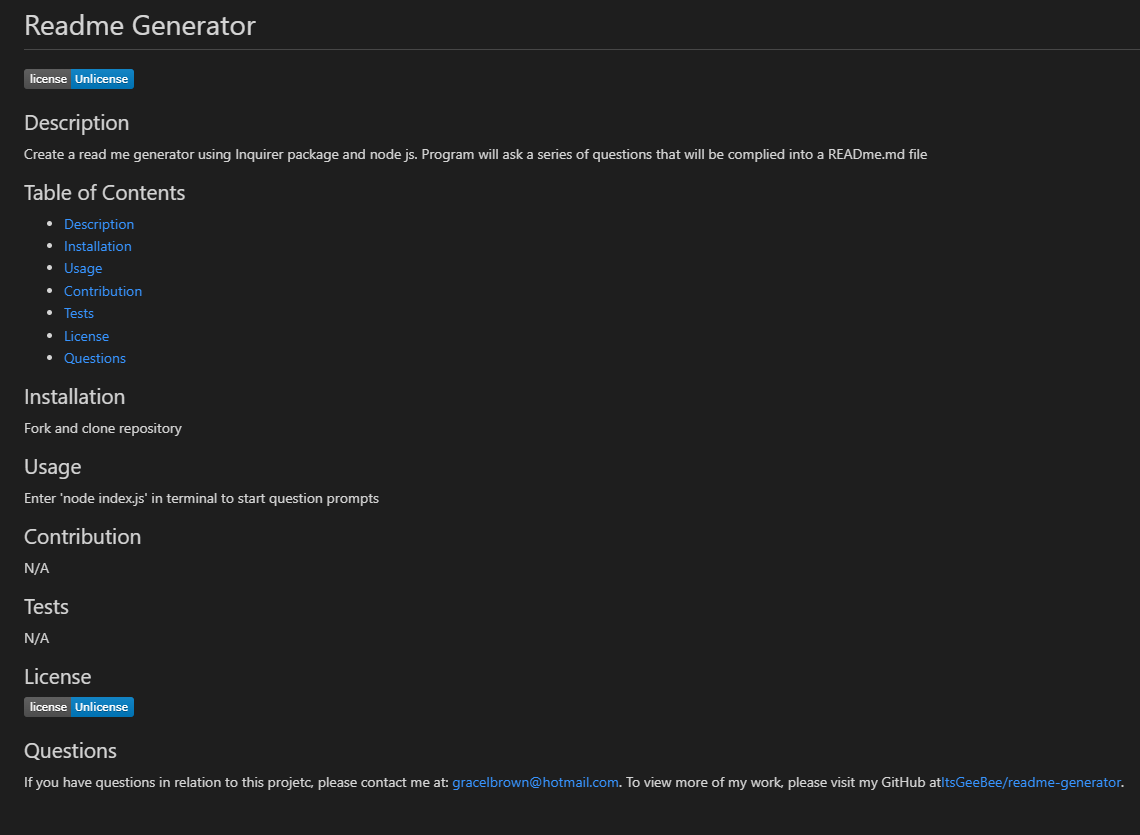 Readme Generator
license Unlicense
Description
Create a read me generator using Inquirer package and node js. Program will ask a series of questions that will be complied into a READme.md file
Table of Contents
Description
Installation
Usage
Contribution
Tests
License
Questions
Installation
Fork and clone repository
Usage
Enter 'node index.js' in terminal to start question prompts
Contribution
N/A
Tests
N/A
License
license Unlicense
Questions
If you have questions in relation to this projetc, please contact me at: gracelbrown@hotmail.com. To view more of my work, please visit my GitHub atItsGeeBee/readme-generator.